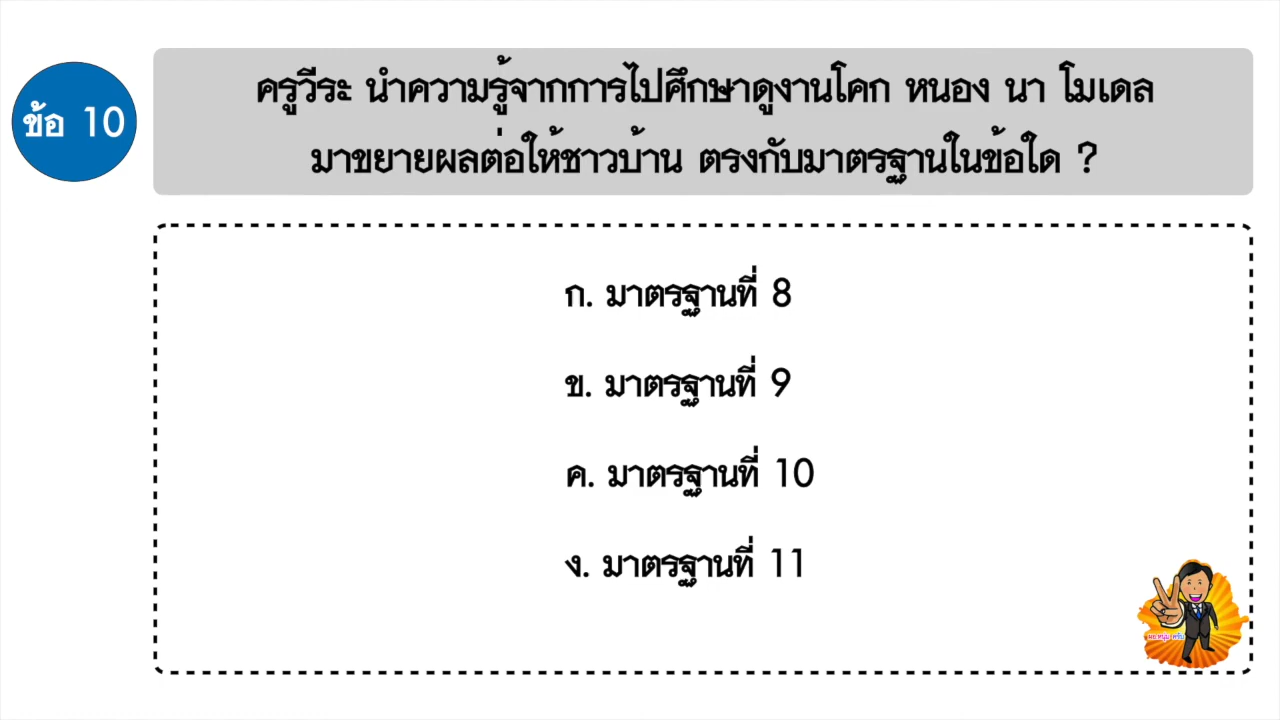 ข้อ 10
ครูวีระ นำความรู้จากการไปศึกษาดูงานโคก หนอง นา โมเดล
มาขยายผลต่อให้ชาวบ้าน ตรงกับมาตรฐานในข้อใด ?
ก. มาตรฐานที่ 8
ข. มาตรฐานที่ 9
ค. มาตรฐานที่ 10
ง. มาตรฐานที่ 11